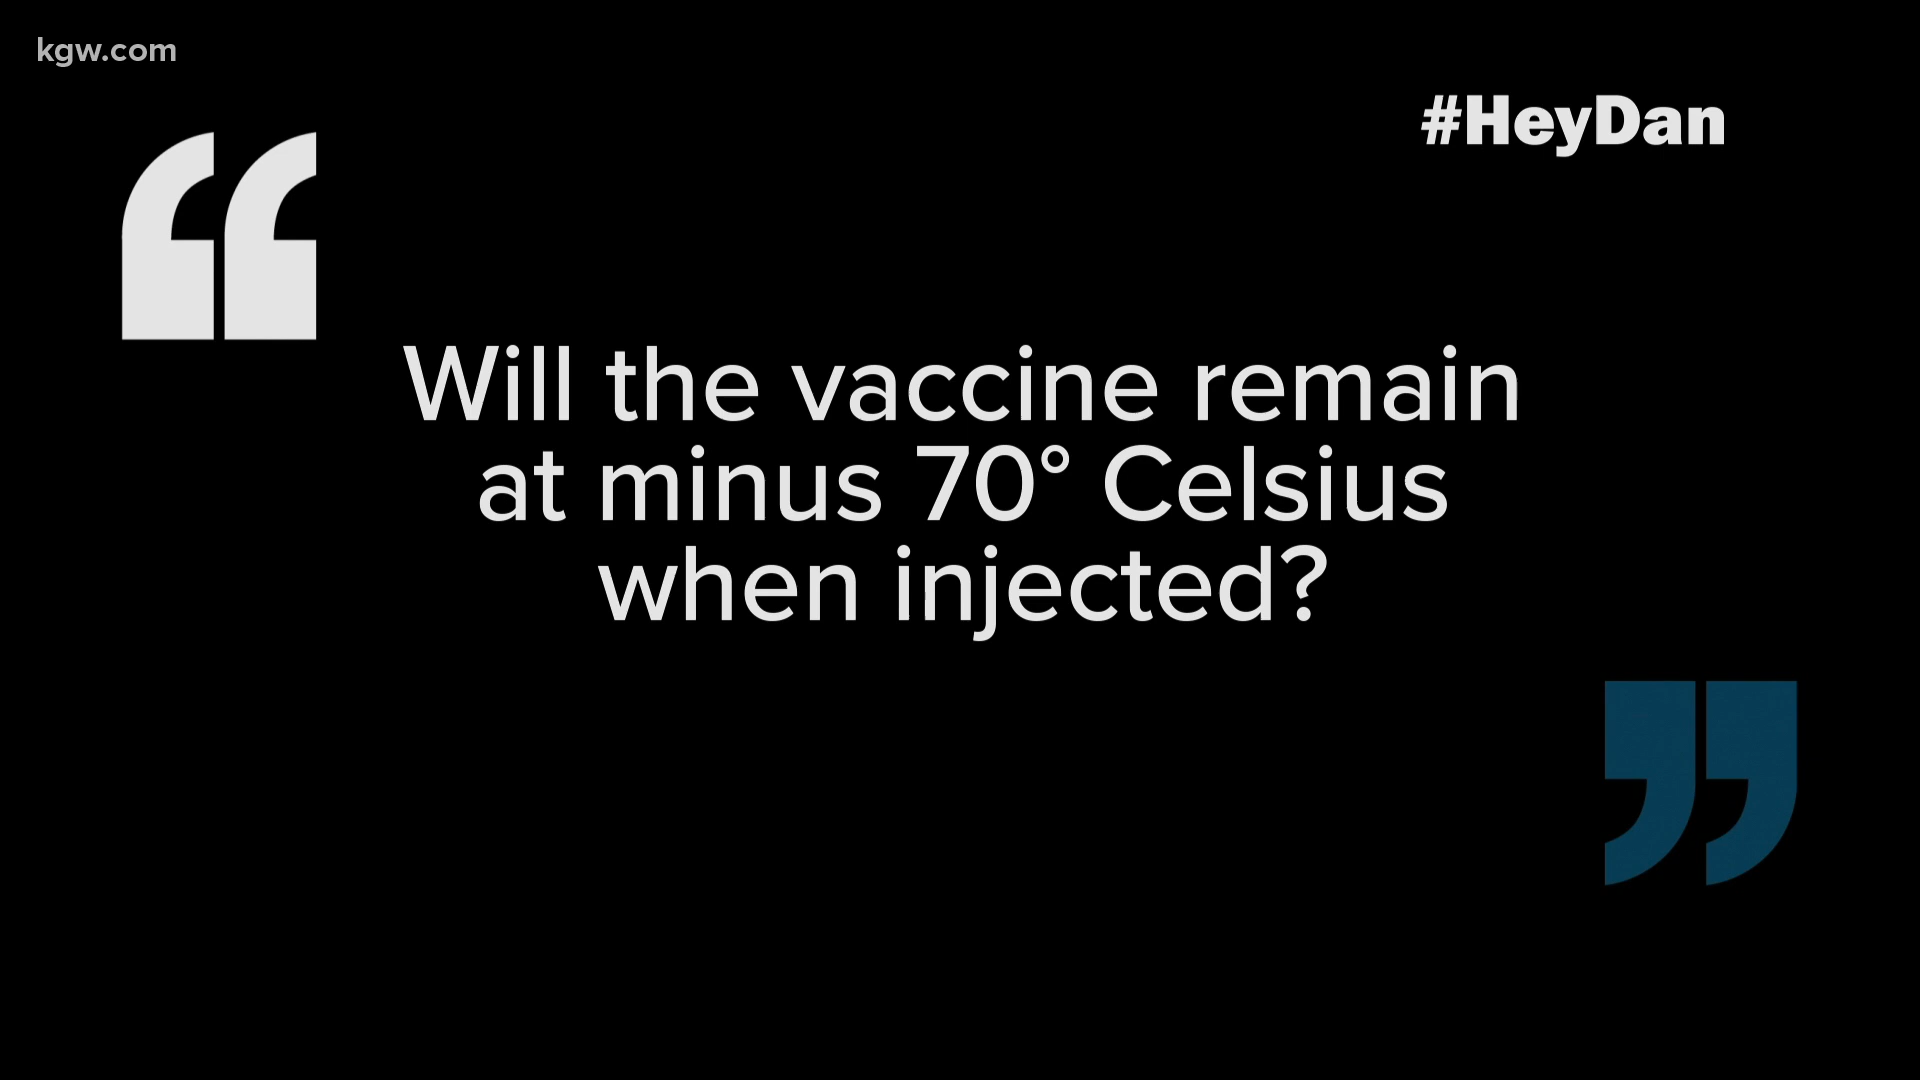 kgw.com
#HeyDan
“
Will the vaccine remain
at minus 70° Celsius
when injected?
”